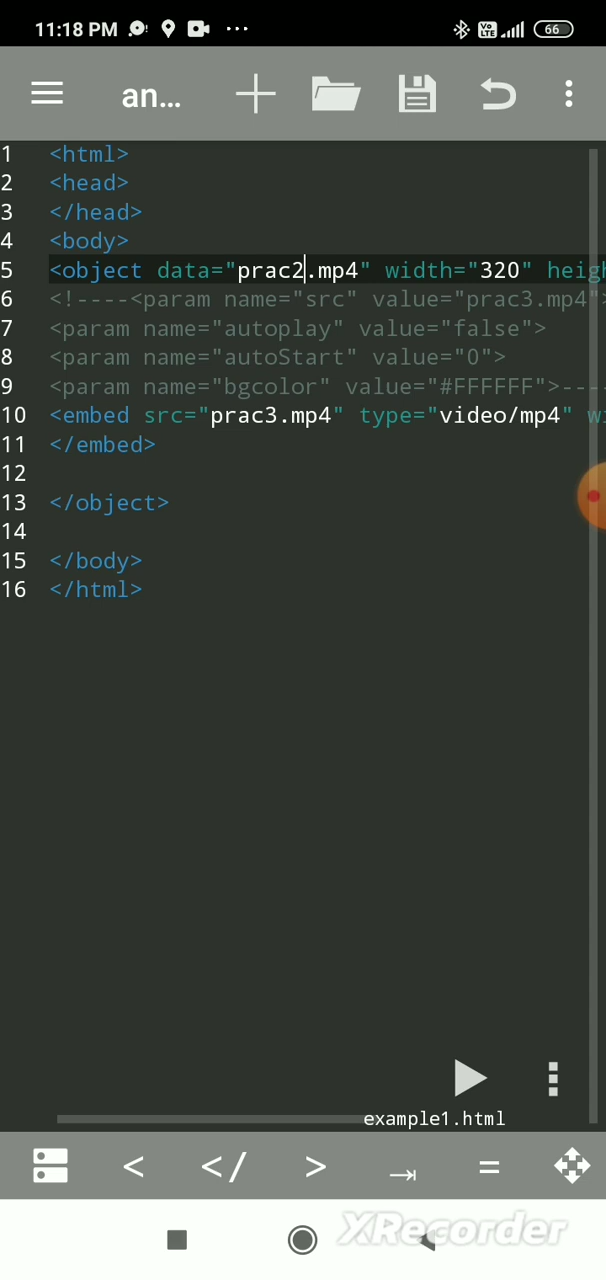 11:18 PM ...
Vo LTE 66
an...
1 <html>
2 <head>
3 </head>
4 <body>
5 <object data="prac2.mp4" width="320" heigh
6 <!----<param name="src" value="prac3.mp4">
7 <param name="autoplay" value="false">
8 <param name="autoStart" value="0">
9 <param name="bgcolor" value="#FFFFFF">----
10 <embed src="prac3.mp4" type="video/mp4" wi
11 </embed>
12
13 </object>
14
15 </body>
16 </html>
example1.html
< </ > =
XRecorder